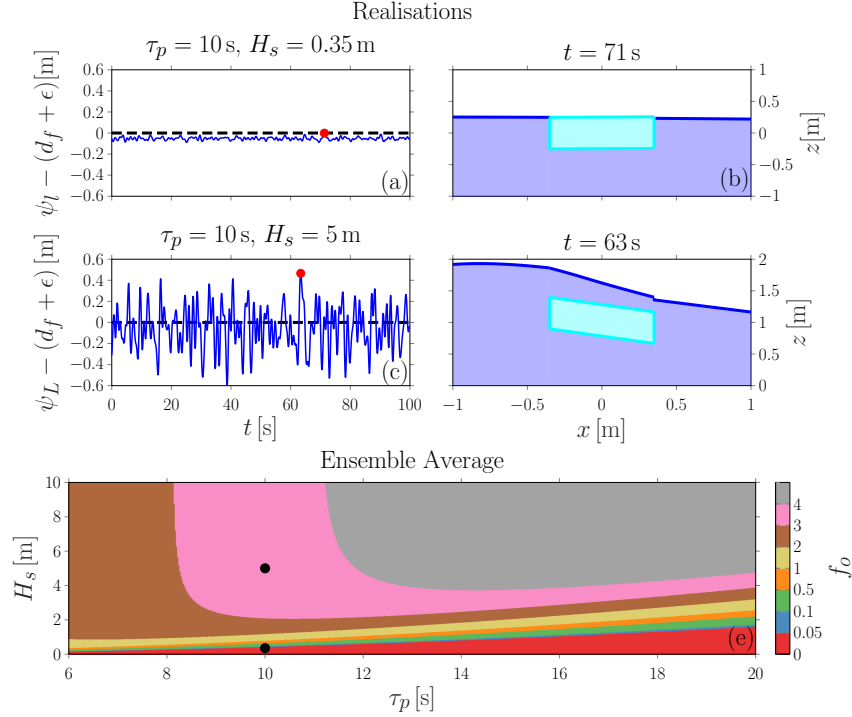 Realisations
τ_p = 10 s, H_s = 0.35 m
t = 71 s
ψ_l − (d_f + ϵ)[m]
0.6
0.4
0.2
0
−0.2
−0.4
−0.6
(a)
1
0.5
0
−0.5
−1
z[m]
(b)
τ_p = 10 s, H_s = 5 m
t = 63 s
ψ_L − (d_f + ϵ) [m]
0.6
0.4
0.2
0
−0.2
−0.4
−0.6
(c)
0 20 40 60 80 100
t [s]
2
1.5
1
0.5
0
z [m]
(d)
−1 −0.5 0 0.5 1
x [m]
Ensemble Average
H_s [m]
10
8
6
4
2
0
(e)
6 8 10 12 14 16 18 20
τ_p [s]
4
3
2
1
0.5
0.1
0.05
0
f_o